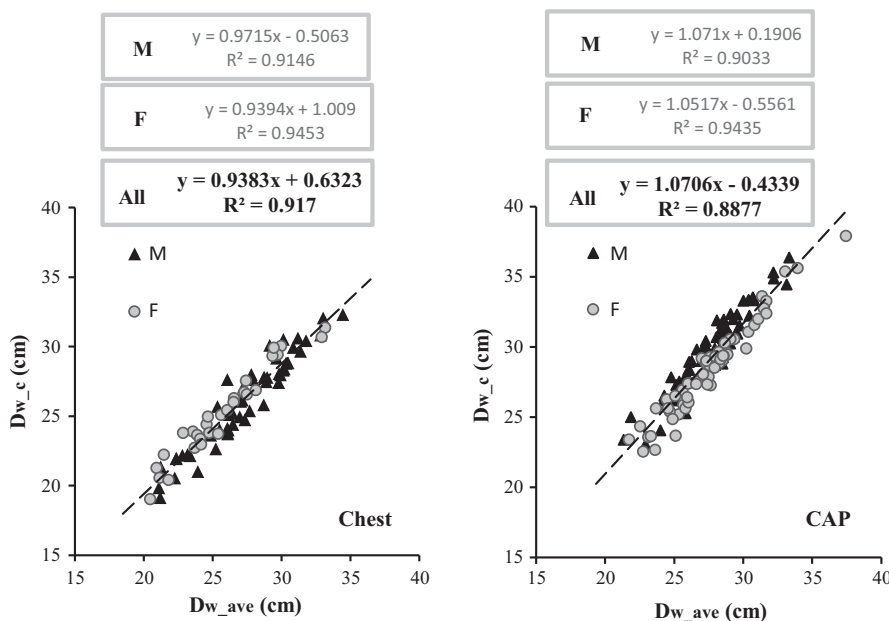 M
y = 0.9715x - 0.5063
R² = 0.9146
F
y = 0.9394x + 1.009
R² = 0.9453
All
y = 0.9383x + 0.6323
R² = 0.917
40
35
30
25
20
15
Dw_c (cm)
M
F
Chest
15 20 25 30 35 40
Dw_ave (cm)
M
y = 1.071x + 0.1906
R² = 0.9033
F
y = 1.0517x - 0.5561
R² = 0.9435
All
y = 1.0706x - 0.4339
R² = 0.8877
40
35
30
25
20
15
Dw_c (cm)
M
F
CAP
15 20 25 30 35 40
Dw_ave (cm)